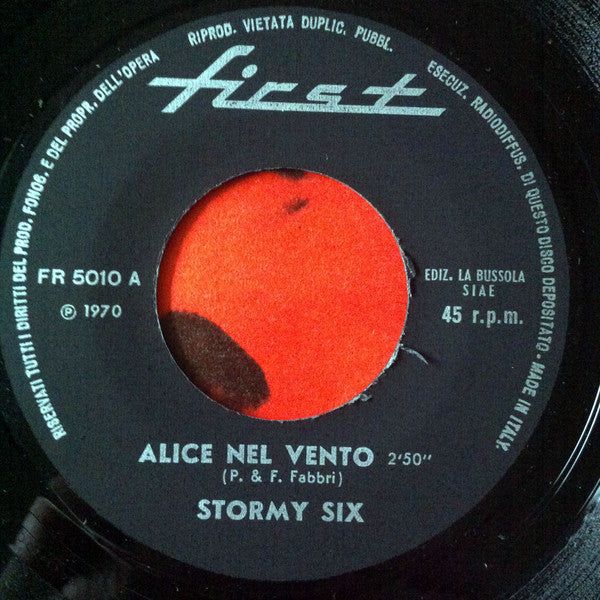 RISERVATI TUTTI I DIRITTI DEL PROD. FONOG. E DEL PROPR. DELL'OPERA
RIPROD. VIETATA DUPLIC. PUBBL.
ESECUZ. RADIODIFFUS. DI QUESTO DISCO DEPOSITATO • MADE IN ITALY.
first
FR 5010 A
℗ 1970
EDIZ. LA BUSSOLA
SIAE
45 r.p.m.
ALICE NEL VENTO 2'50"
(P. & F. Fabbri)
STORMY SIX